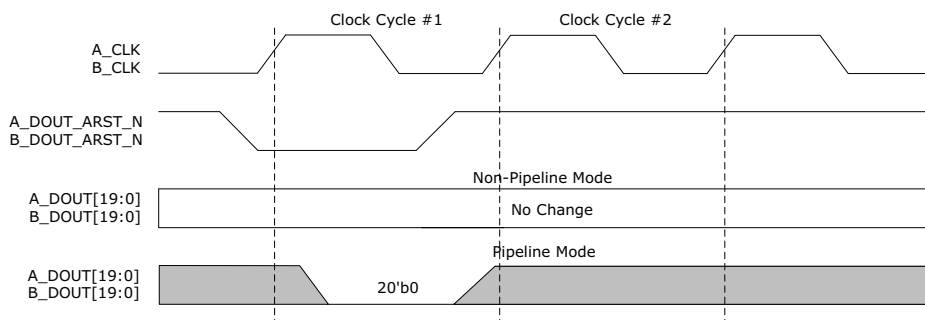 Clock Cycle #1
Clock Cycle #2
A_CLK
B_CLK
A_DOUT_ARST_N
B_DOUT_ARST_N
Non-Pipeline Mode
A_DOUT[19:0]
B_DOUT[19:0]
No Change
Pipeline Mode
A_DOUT[19:0]
B_DOUT[19:0]
20'b0